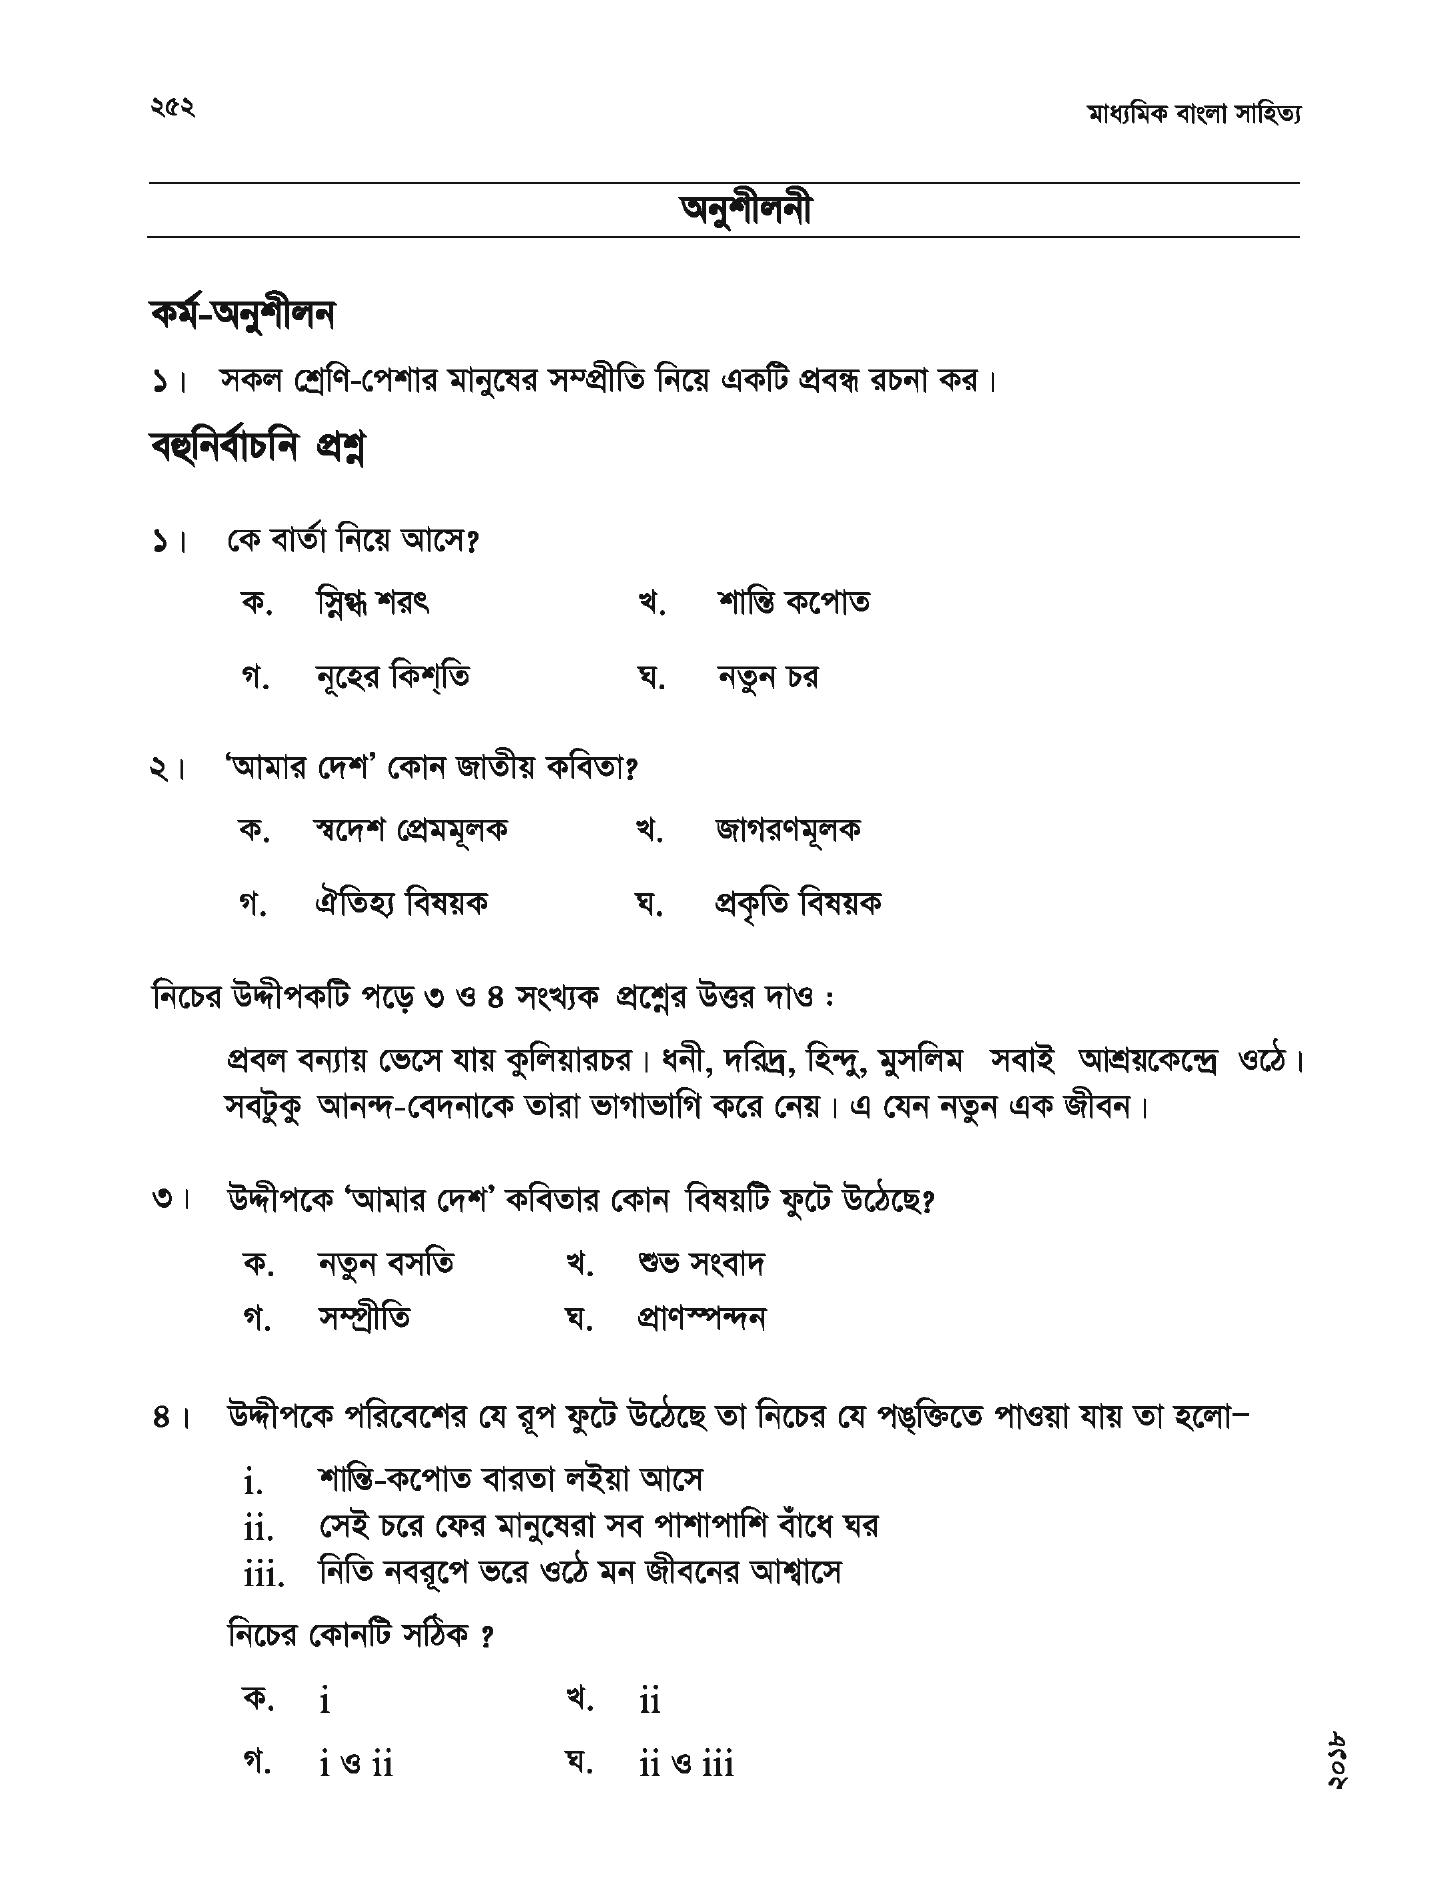 ২৫২ মাধ্যমিক বাংলা সাহিত্য
অনুশীলনী
কর্ম-অনুশীলন
১। সকল শ্রেণি-পেশার মানুষের সম্প্রীতি নিয়ে একটি প্রবন্ধ রচনা কর।
বহুনির্বাচনি প্রশ্ন
১। কে বার্তা নিয়ে আসে?
ক. স্নিগ্ধ শরৎ খ. শান্তি কপোত
গ. নূহের কিশ্‌তি ঘ. নতুন চর
২। ‘আমার দেশ’ কোন জাতীয় কবিতা?
ক. স্বদেশ প্রেমমূলক খ. জাগরণমূলক
গ. ঐতিহ্য বিষয়ক ঘ. প্রকৃতি বিষয়ক
নিচের উদ্দীপকটি পড়ে ৩ ও ৪ সংখ্যক প্রশ্নের উত্তর দাও :
প্রবল বন্যায় ভেসে যায় কুলিয়ারচর। ধনী, দরিদ্র, হিন্দু, মুসলিম সবাই আশ্রয়কেন্দ্রে ওঠে।
সবটুকু আনন্দ-বেদনাকে তারা ভাগাভাগি করে নেয়। এ যেন নতুন এক জীবন।
৩। উদ্দীপকে ‘আমার দেশ’ কবিতার কোন বিষয়টি ফুটে উঠেছে?
ক. নতুন বসতি খ. শুভ সংবাদ
গ. সম্প্রীতি ঘ. প্রাণস্পন্দন
৪। উদ্দীপকে পরিবেশের যে রূপ ফুটে উঠেছে তা নিচের যে পঙ্‌ক্তিতে পাওয়া যায় তা হলো–
i. শান্তি-কপোত বারতা লইয়া আসে
ii. সেই চরে ফের মানুষেরা সব পাশাপাশি বাঁধে ঘর
iii. নিতি নবরূপে ভরে ওঠে মন জীবনের আশ্বাসে
নিচের কোনটি সঠিক ?
ক. i খ. ii
গ. i ও ii ঘ. ii ও iii
২০১৮